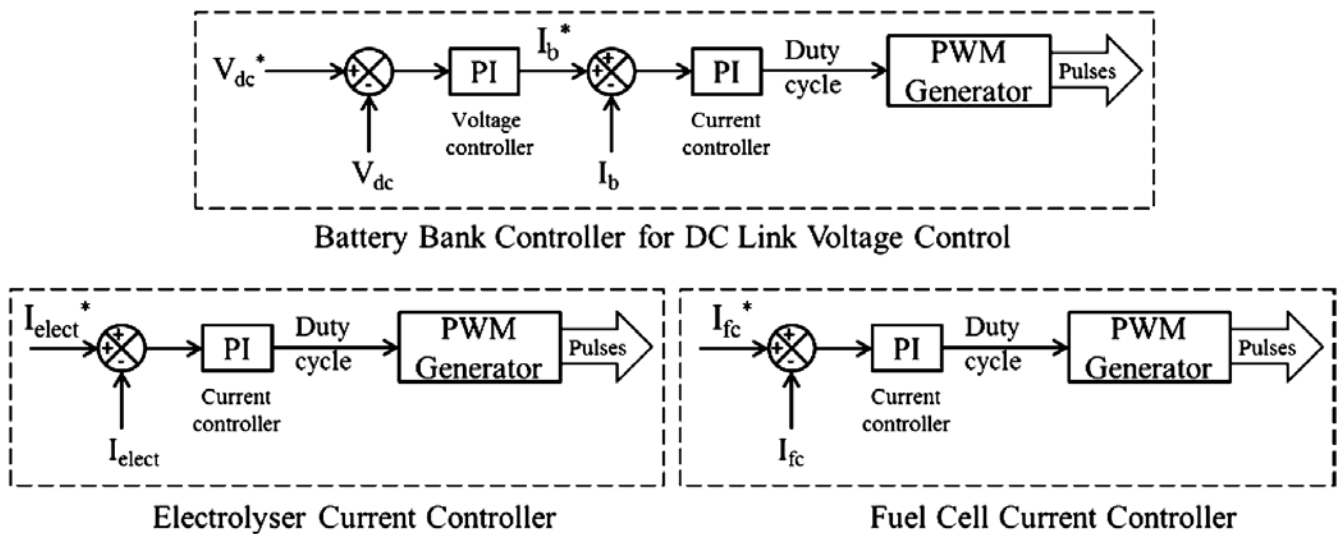 V_dc* + + - PI I_b* + + - PI Duty cycle PWM Generator Pulses
Voltage controller
Current controller
V_dc
I_b
Battery Bank Controller for DC Link Voltage Control
I_elect* + + - PI Duty cycle PWM Generator Pulses
Current controller
I_elect
Electrolyser Current Controller
I_fc* + + - PI Duty cycle PWM Generator Pulses
Current controller
I_fc
Fuel Cell Current Controller